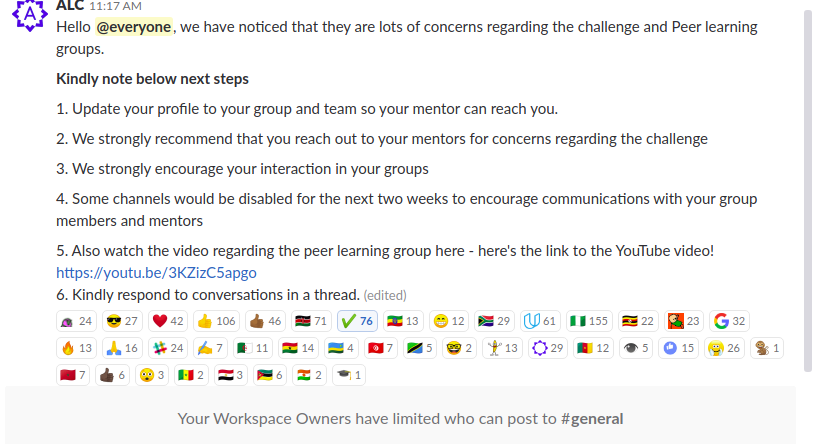 ALC 11:17 AM
Hello @everyone, we have noticed that they are lots of concerns regarding the challenge and Peer learning
groups.
Kindly note below next steps
1. Update your profile to your group and team so your mentor can reach you.
2. We strongly recommend that you reach out to your mentors for concerns regarding the challenge
3. We strongly encourage your interaction in your groups
4. Some channels would be disabled for the next two weeks to encourage communications with your group
members and mentors
5. Also watch the video regarding the peer learning group here - here's the link to the YouTube video!
https://youtu.be/3KZizC5apgo
6. Kindly respond to conversations in a thread. (edited)
24 27 42 106 46 71 76 13 12 29 61 155 22 23 32
13 16 24 7 11 14 4 7 5 2 13 29 12 5 15 26 1
7 6 3 2 3 6 2 1
Your Workspace Owners have limited who can post to #general